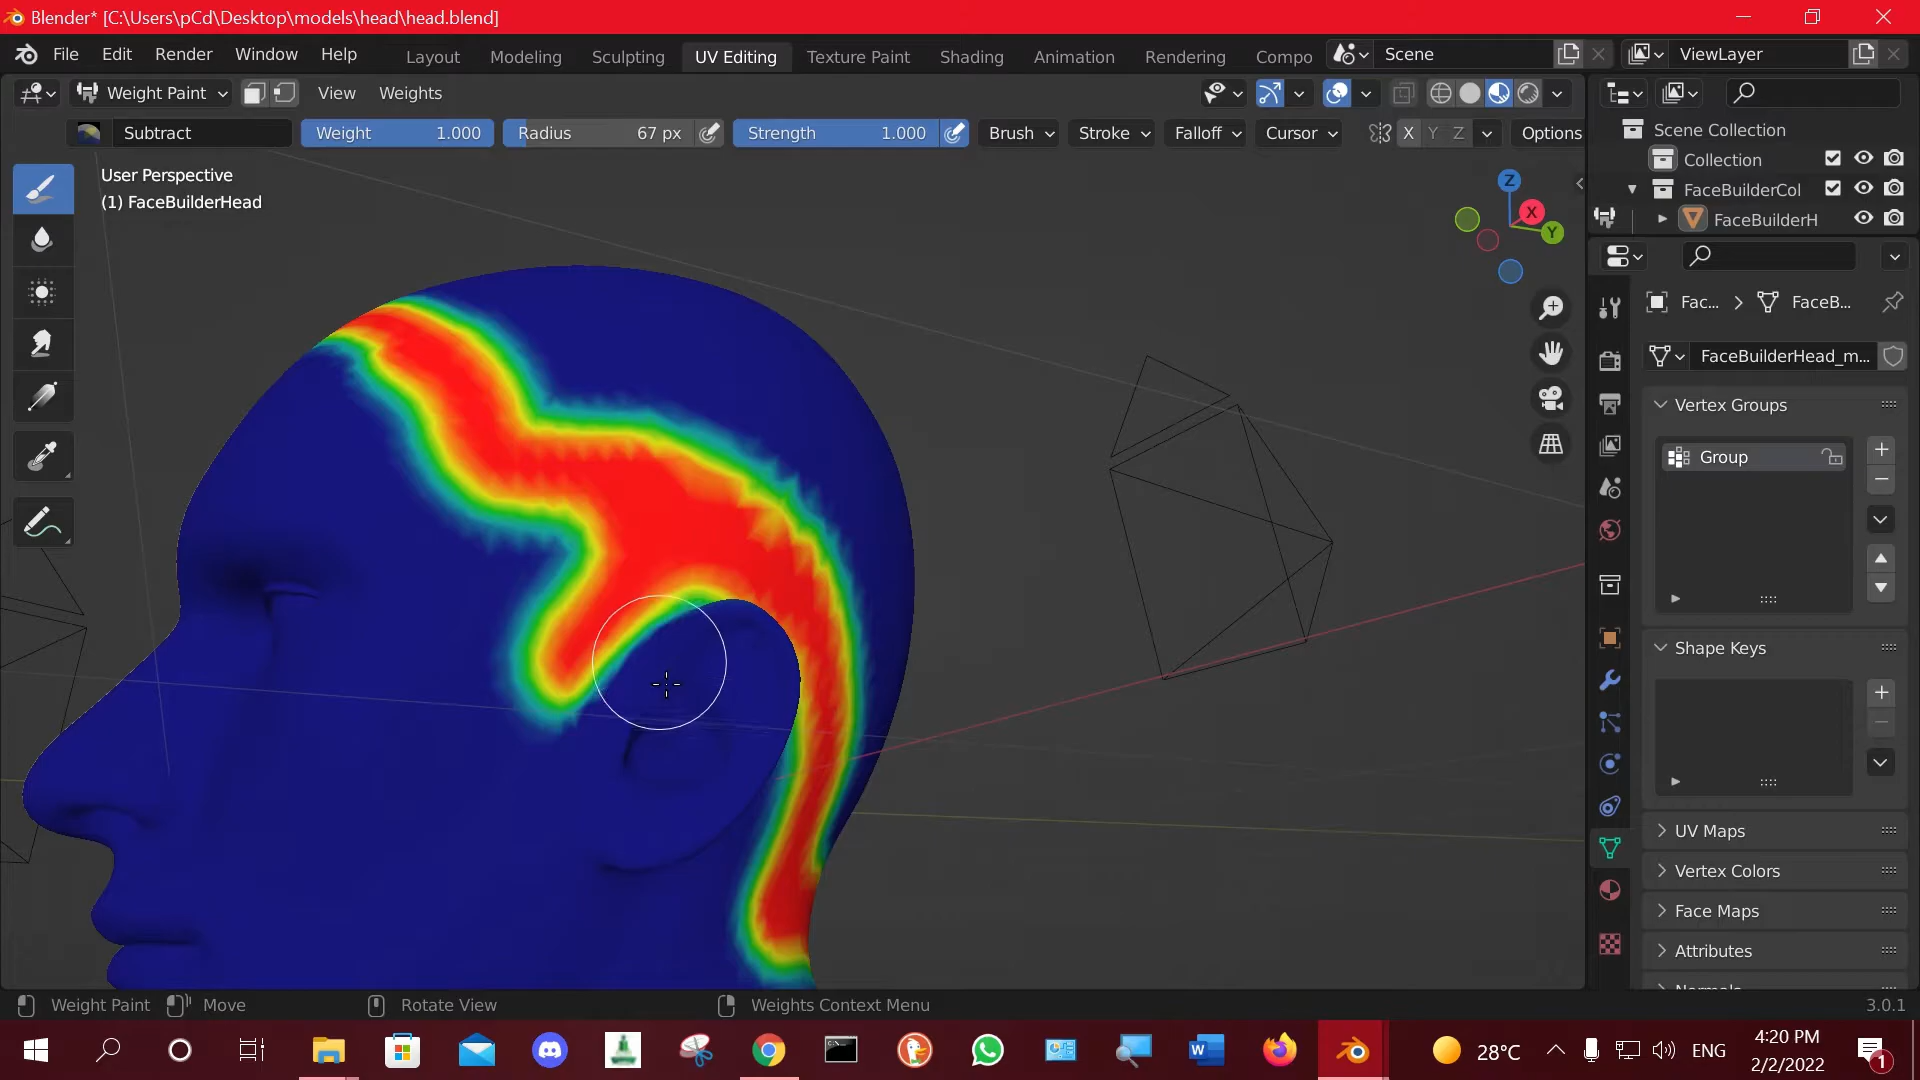 Blender* [C:\Users\pCd\Desktop\models\head\head.blend]
File Edit Render Window Help Layout Modeling Sculpting UV Editing Texture Paint Shading Animation Rendering Compo Scene ViewLayer
Weight Paint View Weights
Subtract Weight 1.000 Radius 67 px Strength 1.000 Brush Stroke Falloff Cursor X Y Z Options
User Perspective
(1) FaceBuilderHead
Z
X
Y
Scene Collection
Collection
FaceBuilderCol
FaceBuilderH
Fac... FaceB...
FaceBuilderHead_m...
Vertex Groups
Group
Shape Keys
UV Maps
Vertex Colors
Face Maps
Attributes
Normals
Weight Paint Move Rotate View Weights Context Menu 3.0.1
28°C ENG 4:20 PM
2/2/2022
1